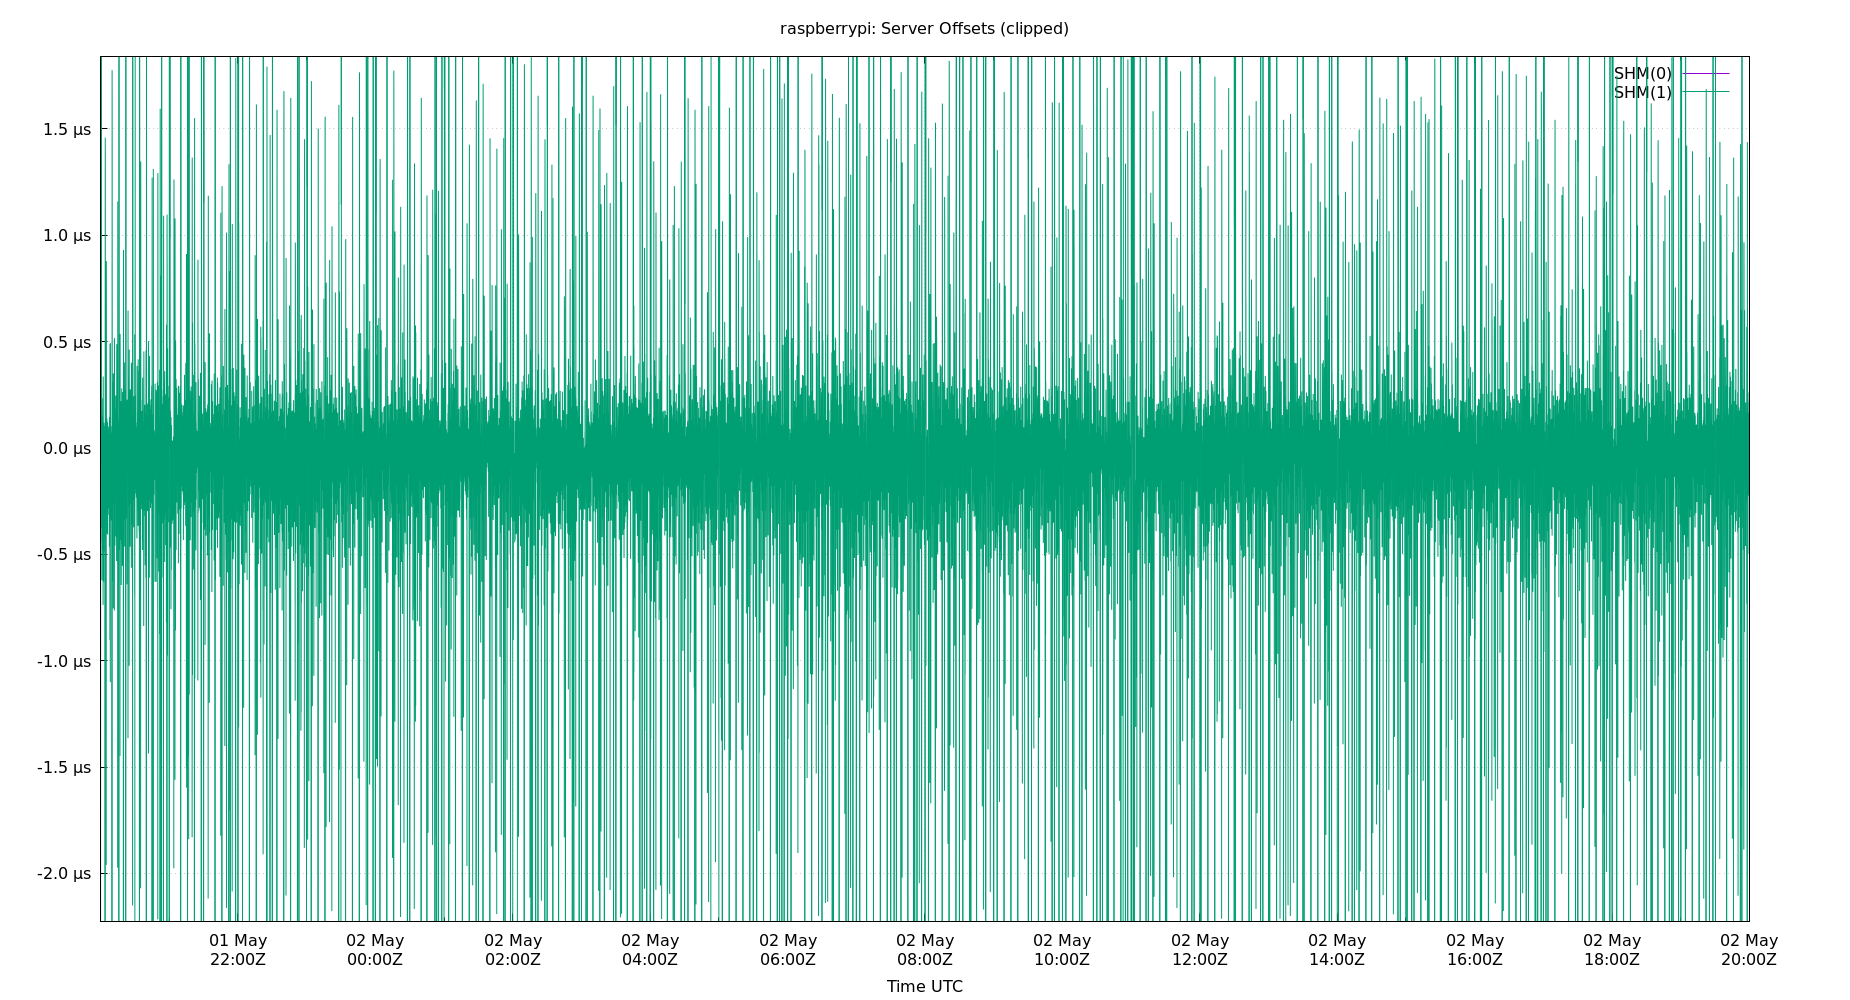 raspberrypi: Server Offsets (clipped)
SHM(0)
SHM(1)
1.5 µs
1.0 µs
0.5 µs
0.0 µs
-0.5 µs
-1.0 µs
-1.5 µs
-2.0 µs
01 May 02 May 02 May 02 May 02 May 02 May 02 May 02 May 02 May 02 May 02 May 02 May
22:00Z 00:00Z 02:00Z 04:00Z 06:00Z 08:00Z 10:00Z 12:00Z 14:00Z 16:00Z 18:00Z 20:00Z
Time UTC